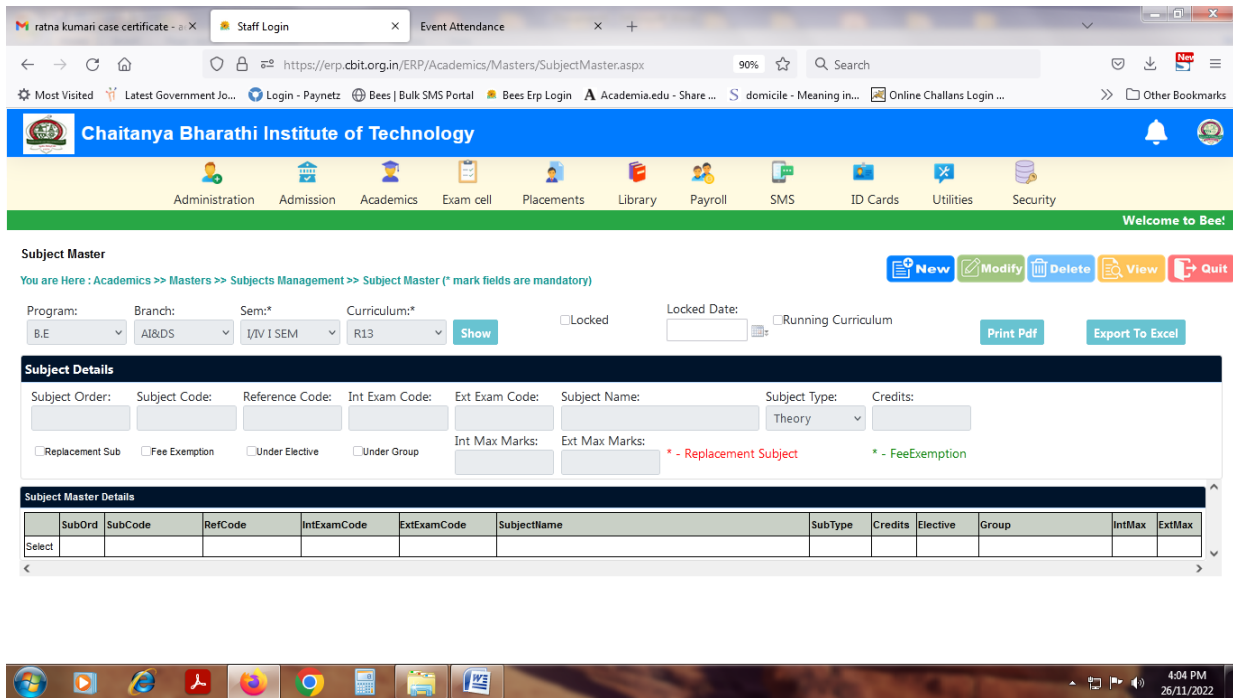 ratna kumari case certificate - a
Staff Login
Event Attendance
https://erp.cbit.org.in/ERP/Academics/Masters/SubjectMaster.aspx
90%
Search
New
Most Visited
Latest Government Jo...
Login - Paynetz
Bees | Bulk SMS Portal
Bees Erp Login
Academia.edu - Share ...
domicile - Meaning in...
Online Challans Login ...
Other Bookmarks
Chaitanya Bharathi Institute of Technology
Administration Admission Academics Exam cell Placements Library Payroll SMS ID Cards Utilities Security
Welcome to Bee
Subject Master
You are Here : Academics >> Masters >> Subjects Management >> Subject Master (* mark fields are mandatory)
New Modify Delete View Quit
Program: Branch: Sem:* Curriculum:* Locked Date:
B.E AI&DS I/IV I SEM R13 Show Locked Running Curriculum Print Pdf Export To Excel
Subject Details
Subject Order: Subject Code: Reference Code: Int Exam Code: Ext Exam Code: Subject Name: Subject Type: Credits:
Theory
Replacement Sub Fee Exemption Under Elective Under Group Int Max Marks: Ext Max Marks:
* - Replacement Subject * - FeeExemption
Subject Master Details
SubOrd SubCode RefCode IntExamCode ExtExamCode SubjectName SubType Credits Elective Group IntMax ExtMax
Select
4:04 PM
26/11/2022